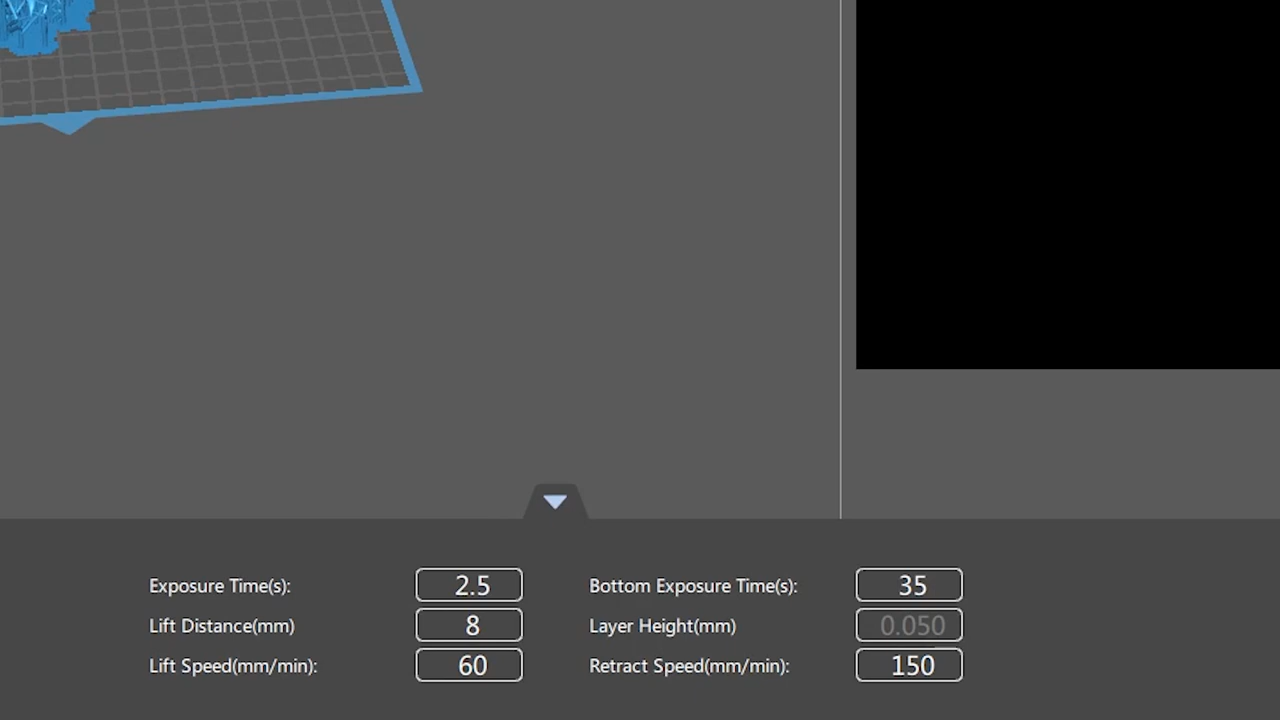 Exposure Time(s): 2.5 Bottom Exposure Time(s): 35
Lift Distance(mm) 8 Layer Height(mm) 0.050
Lift Speed(mm/min): 60 Retract Speed(mm/min): 150